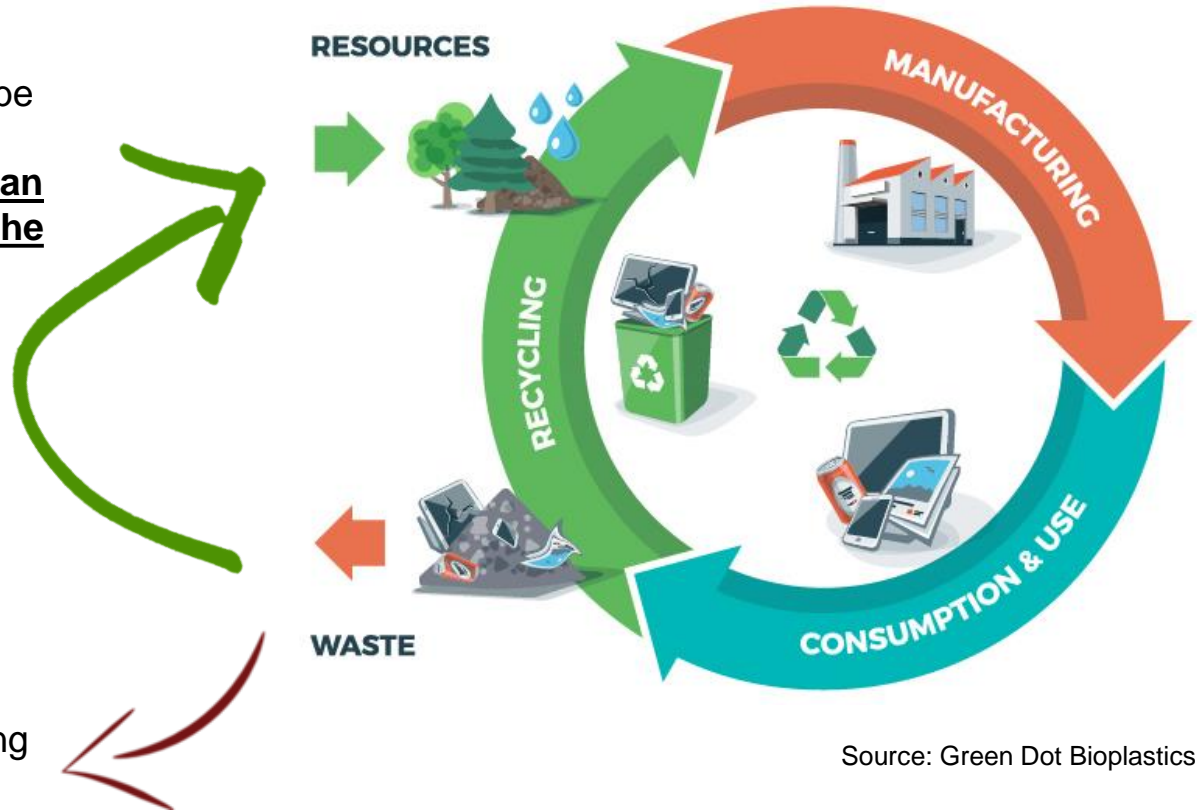 RESOURCES
MANUFACTURING
RECYCLING
CONSUMPTION & USE
WASTE
Source: Green Dot Bioplastics